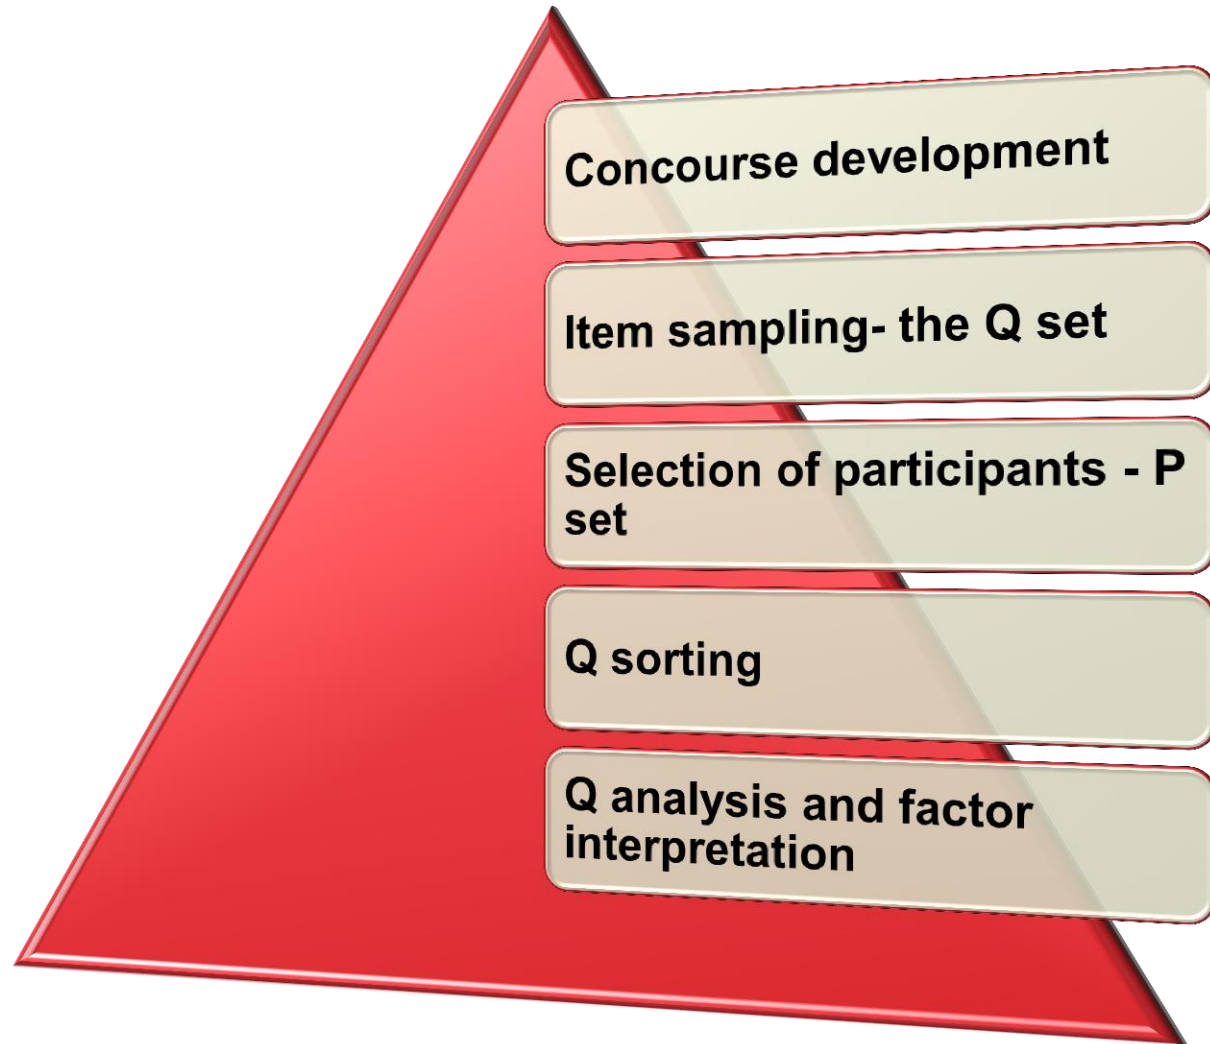 Concourse development
Item sampling- the Q set
Selection of participants - P
set
Q sorting
Q analysis and factor
interpretation